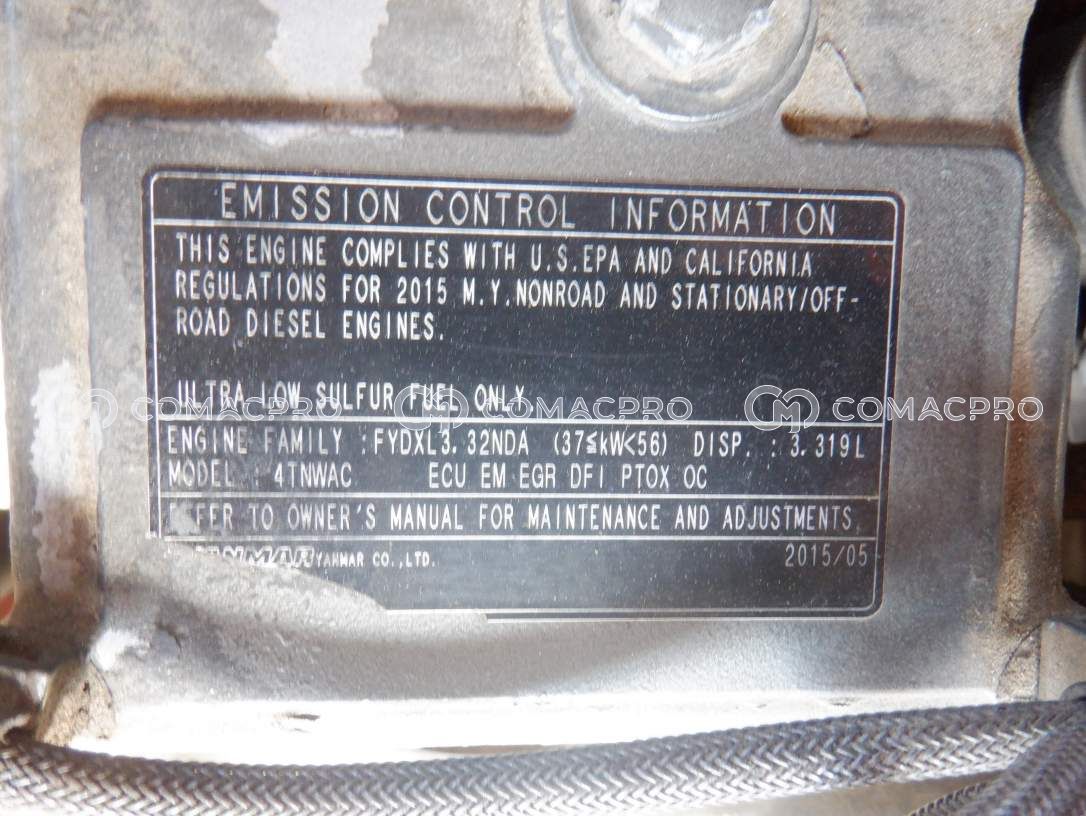 EMISSION CONTROL INFORMATION
THIS ENGINE COMPLIES WITH U.S.EPA AND CALIFORNIA
REGULATIONS FOR 2015 M.Y.NONROAD AND STATIONARY/OFF-
ROAD DIESEL ENGINES.
ULTRA LOW SULFUR FUEL ONLY
COMACPRO COMACPRO COMACPRO
ENGINE FAMILY :FYDXL3.32NDA (37≦kW<56) DISP. : 3.319L
MODEL : 4TNWAC ECU EM EGR DFI PTOX OC
REFER TO OWNER'S MANUAL FOR MAINTENANCE AND ADJUSTMENTS.
YANMAR YANMAR CO.,LTD. 2015/05